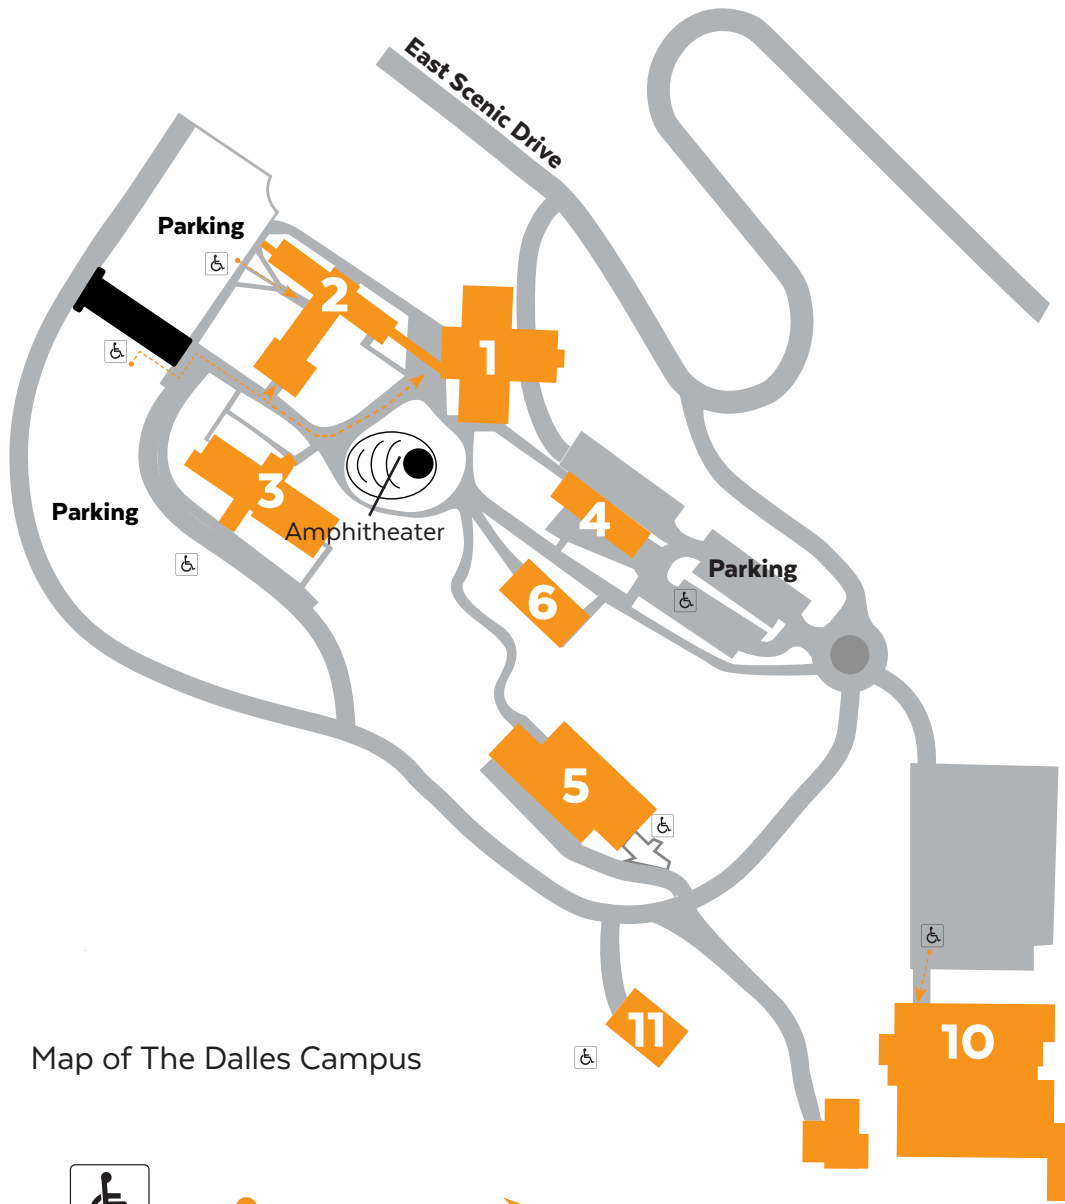 East Scenic Drive
Parking
2
1
3
Parking
Amphitheater
4
Parking
6
5
11
10
Map of The Dalles Campus